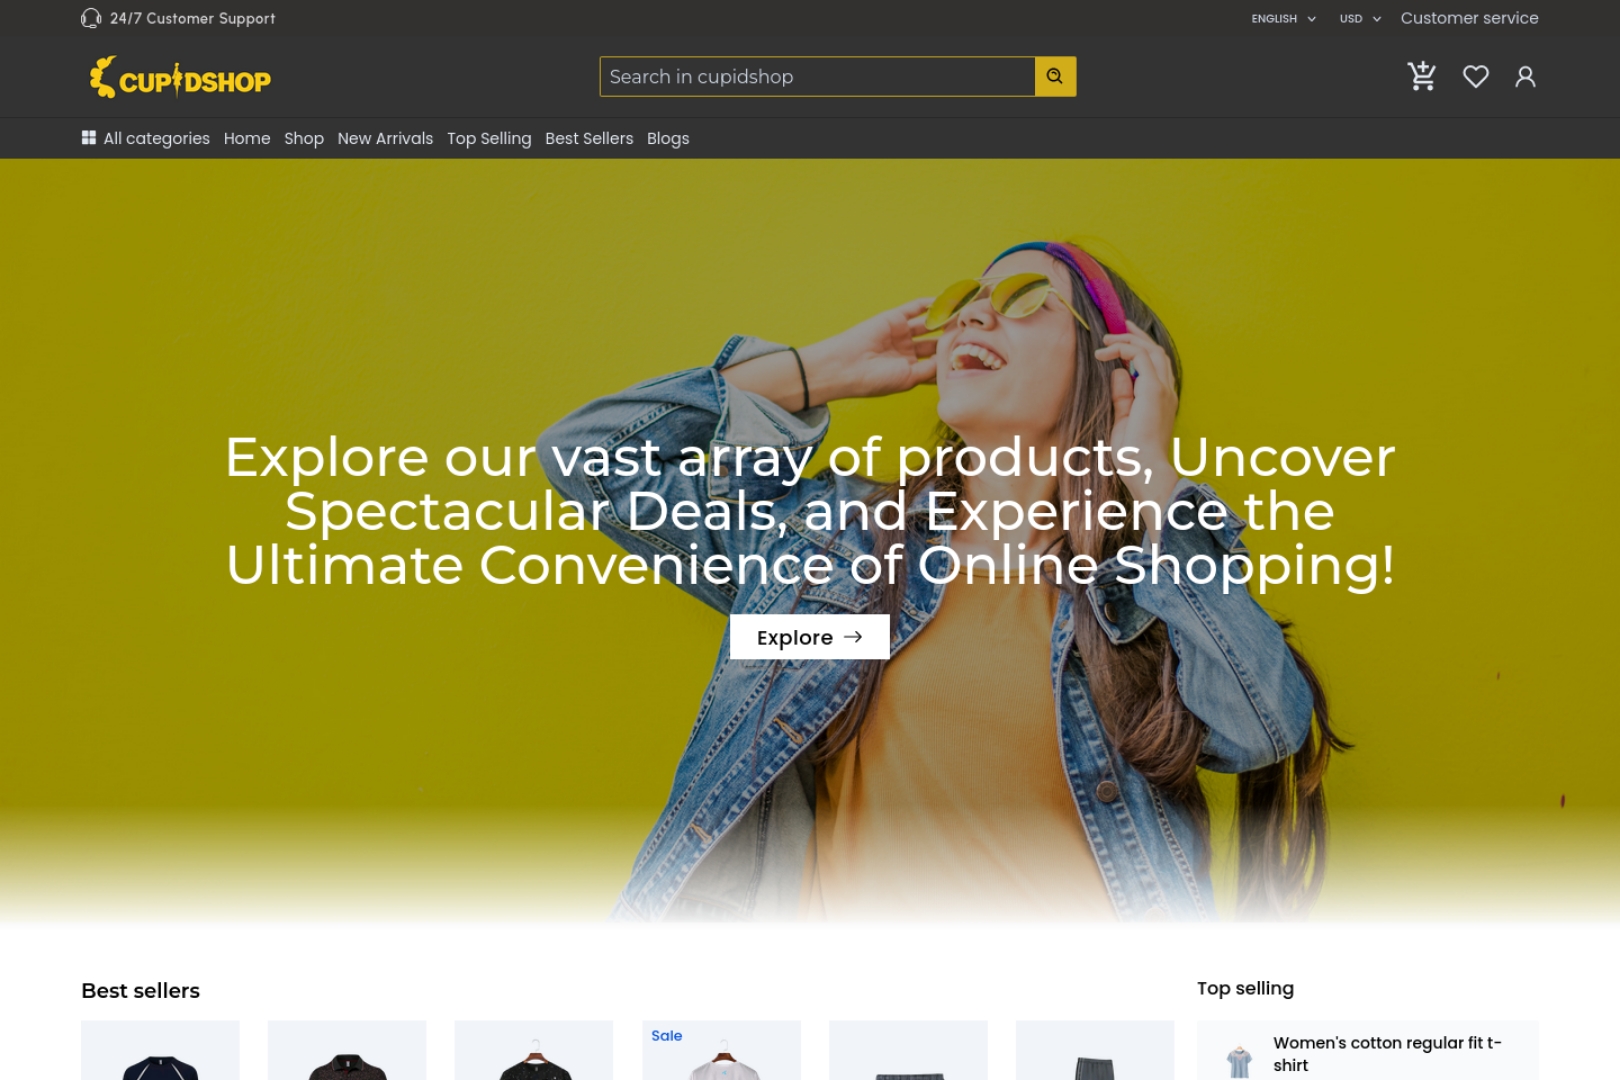 24/7 Customer Support
ENGLISH
USD
Customer service
CUPIDSHOP
Search in cupidshop
All categories
Home
Shop
New Arrivals
Top Selling
Best Sellers
Blogs
Explore our vast array of products, Uncover
Spectacular Deals, and Experience the
Ultimate Convenience of Online Shopping!
Explore
Best sellers
Sale
Top selling
Women's cotton regular fit t-
shirt